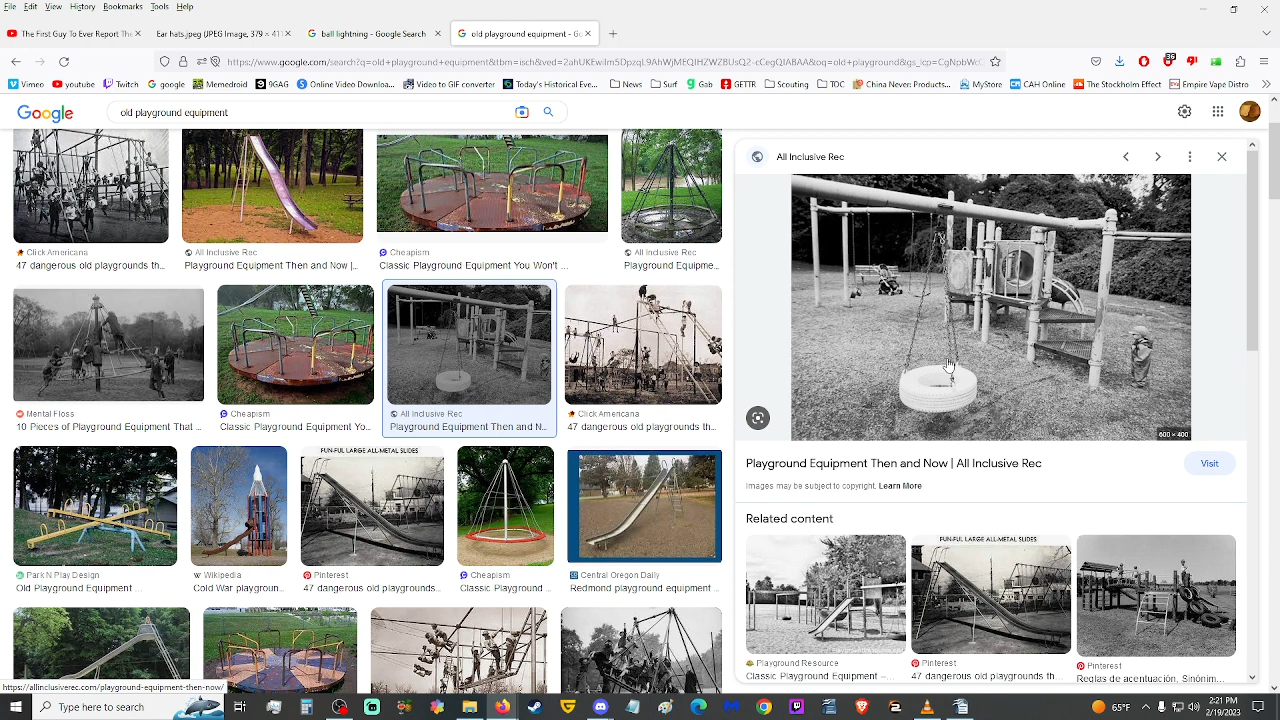 File Edit View History Bookmarks Tools Help
The First Guy To Ever Report The
Ear hats.jpeg (JPEG Image, 379 × 41
ball lightning - Google Search
old playground equipment - Go
https://www.google.com/search?q=old+playground+equipment&tbm=isch&ved=
Vimeo youtube Twitch google Memedroid 9GAG Online Video Dow... Video to GIF Inverter Today's Historical.. News Surf Gab GETTR Fun Stuff TOC China Never: Products... MyStore CAH Online The Stockholm Effect Empire Vape Distro
Google
old playground equipment
Click Americana
47 dangerous old playgrounds th...
All Inclusive Rec
Playground Equipment Then and Now |...
Cheapism
Classic Playground Equipment You Won't ...
All Inclusive Rec
Playground Equipme...
Mental Floss
10 Pieces of Playground Equipment That ...
Cheapism
Classic Playground Equipment Yo...
All Inclusive Rec
Playground Equipment Then and N...
Click Americana
47 dangerous old playgrounds th...
FUN-FUL LARGE ALL-METAL SLIDES
Park N Play Design
Old Playground Equipment ...
Wikipedia
Cold War playgroun...
Pinterest
47 dangerous old playgrounds th...
Cheapism
Classic Playground ...
Central Oregon Daily
Redmond playground equipment ...
https://allinclusiverec.com/playground-equipment-then-now/
All Inclusive Rec
600 × 400
Playground Equipment Then and Now | All Inclusive Rec
Visit
Images may be subject to copyright. Learn More
Related content
FUN-FUL LARGE ALL-METAL SLIDES
Playground Resource
Classic Playground Equipment –...
Pinterest
47 dangerous old playgrounds th...
Pinterest
Reglas de acentuación, Sinónim...
Type here to search
65°F
2:21 PM
2/19/2023